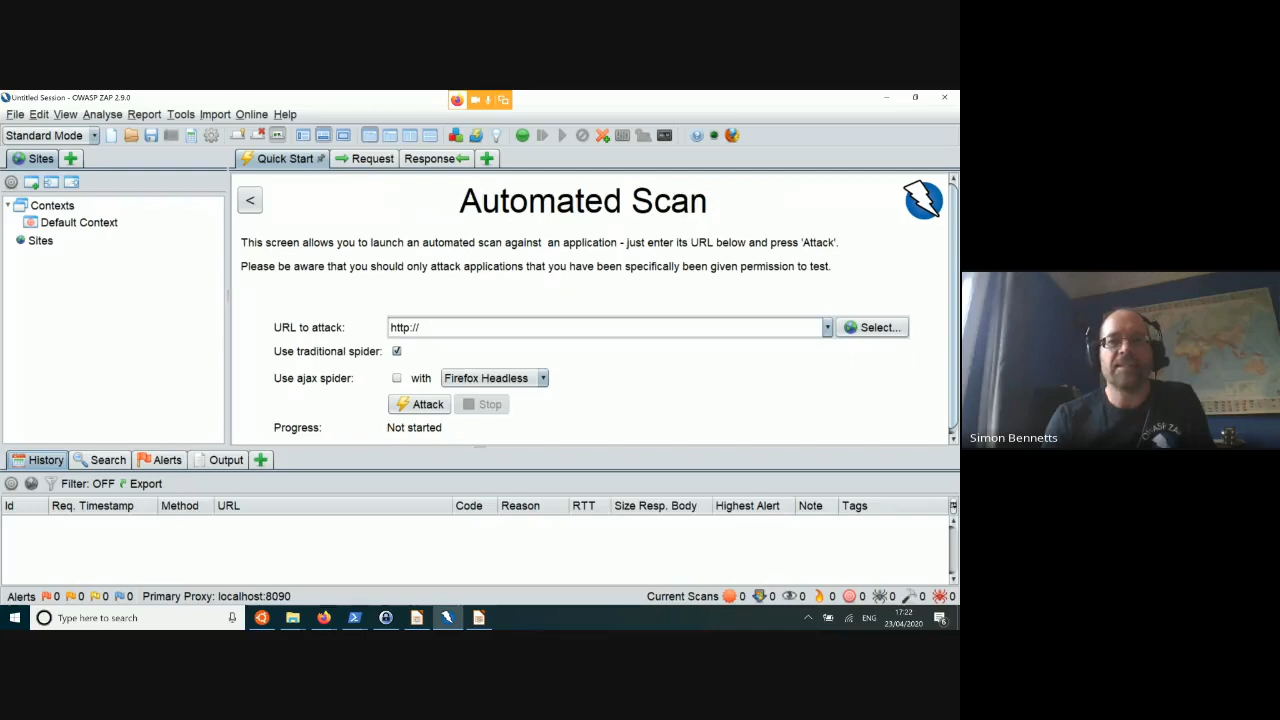 Untitled Session - OWASP ZAP 2.9.0
File Edit View Analyse Report Tools Import Online Help
Standard Mode
Sites
Quick Start Request Response
Contexts
Default Context
Sites
<
Automated Scan
This screen allows you to launch an automated scan against an application - just enter its URL below and press 'Attack'.
Please be aware that you should only attack applications that you have been specifically been given permission to test.
URL to attack: http:// Select...
Use traditional spider:
Use ajax spider: with Firefox Headless
Attack Stop
Progress: Not started
Simon Bennetts
OWASP ZAP
History Search Alerts Output
Filter: OFF Export
Id Req. Timestamp Method URL Code Reason RTT Size Resp. Body Highest Alert Note Tags
Alerts 0 0 0 0 Primary Proxy: localhost:8090 Current Scans 0 0 0 0 0 0 0 0
Type here to search
ENG
17:22
23/04/2020
6